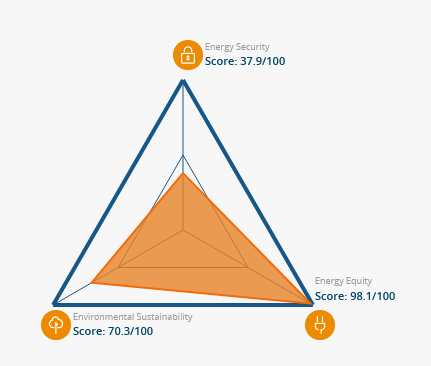 Energy Security
Score: 37.9/100
Energy Equity
Score: 98.1/100
Environmental Sustainability
Score: 70.3/100